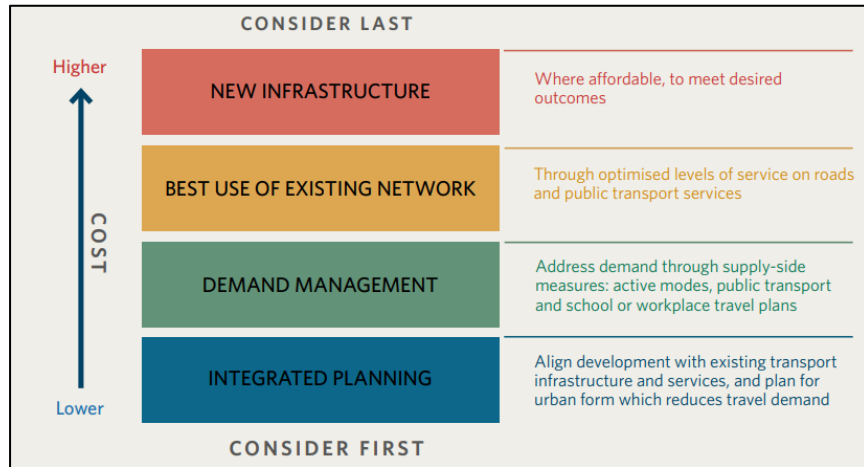 CONSIDER LAST
Higher
NEW INFRASTRUCTURE
Where affordable, to meet desired
outcomes
BEST USE OF EXISTING NETWORK
Through optimised levels of service on roads
and public transport services
COST
DEMAND MANAGEMENT
Address demand through supply-side
measures: active modes, public transport
and school or workplace travel plans
INTEGRATED PLANNING
Align development with existing transport
infrastructure and services, and plan for
urban form which reduces travel demand
Lower
CONSIDER FIRST